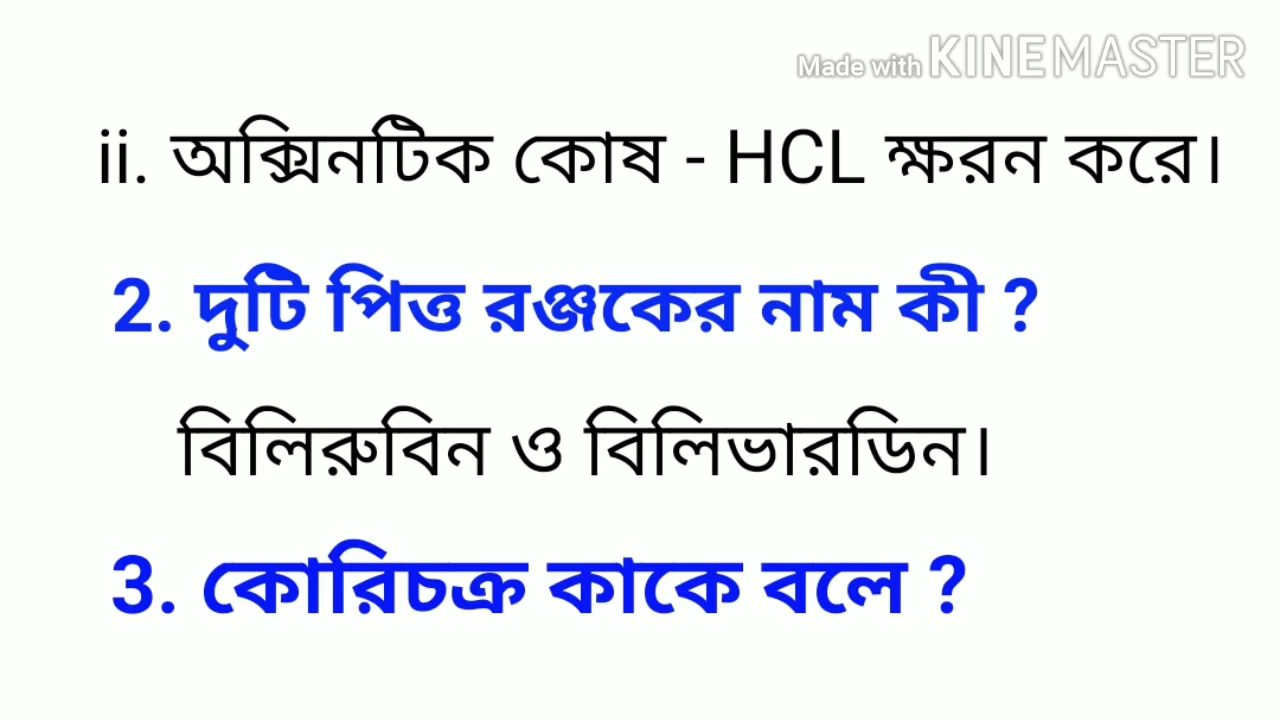 Made with KINEMASTER
ii. অক্সিনটিক কোষ - HCL ক্ষরন করে।
2. দুটি পিত্ত রঞ্জকের নাম কী ?
বিলিরুবিন ও বিলিভারডিন।
3. কোরিচক্র কাকে বলে ?